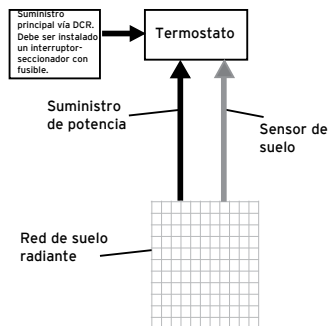 Suministro
principal vía DCR.
Debe ser instalado
un interruptor-
seccionador con
fusible.
Termostato
Suministro
de potencia
Sensor de
suelo
Red de suelo
radiante